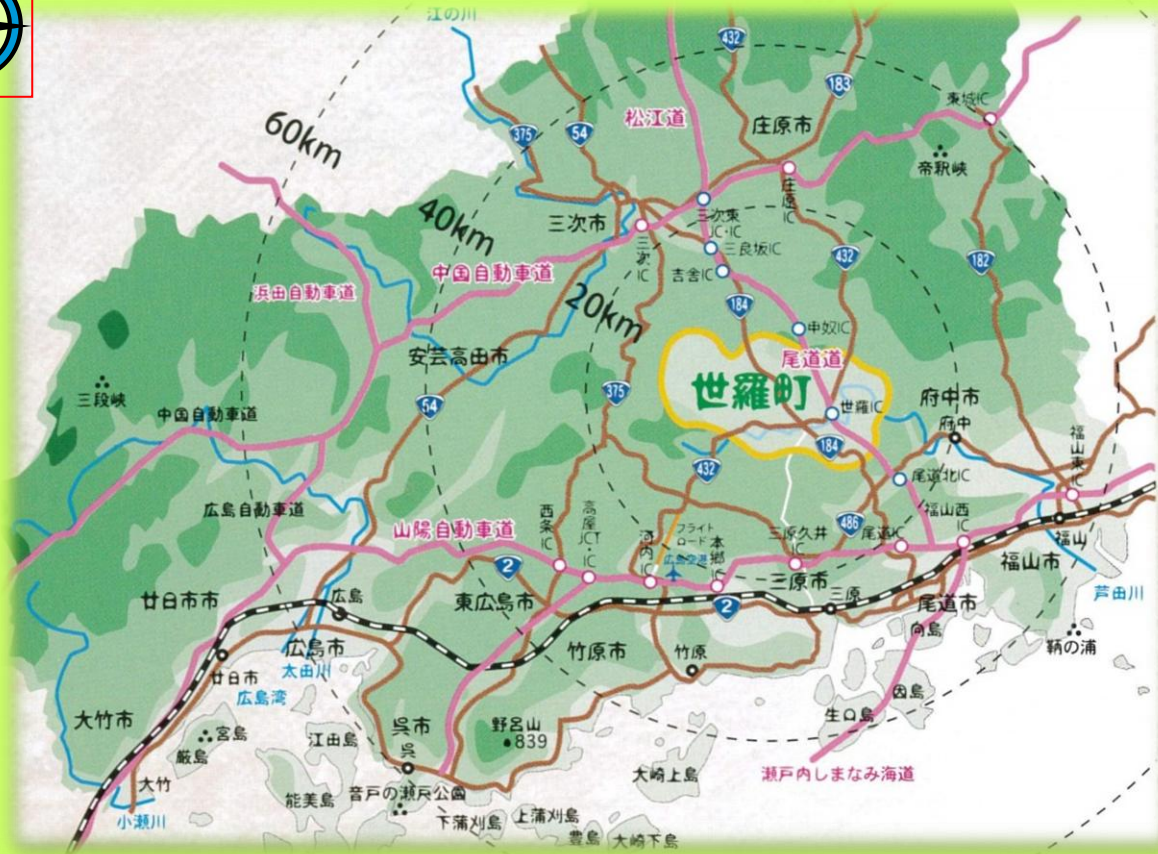 江の川
432
183
松江道
庄原市
東城IC
60km
375
54
帝釈峡
庄原IC
40km
三次市
三次東JC・IC
三次IC
三良坂IC
432
182
中国自動車道
吉舎IC
浜田自動車道
20km
184
甲奴IC
安芸高田市
尾道道
三段峡
375
世羅町
54
世羅IC
府中市
府中
中国自動車道
184
福山東IC
432
尾道北IC
広島自動車道
西条IC
高屋JCT・IC
フライトロード
486
福山西IC
山陽自動車道
河内IC
広島空港
本郷IC
三原久井IC
尾道IC
福山
2
福山市
廿日市市
広島
東広島市
三原市
三原
2
尾道市
芦田川
広島市
竹原市
竹原
向島
鞆の浦
廿日市
太田川
広島湾
因島
大竹市
宮島
厳島
江田島
呉市
呉
野呂山
839
生口島
大竹
能美島
音戸の瀬戸公園
大崎上島
瀬戸内しまなみ海道
小瀬川
下蒲刈島
上蒲刈島
豊島
大崎下島